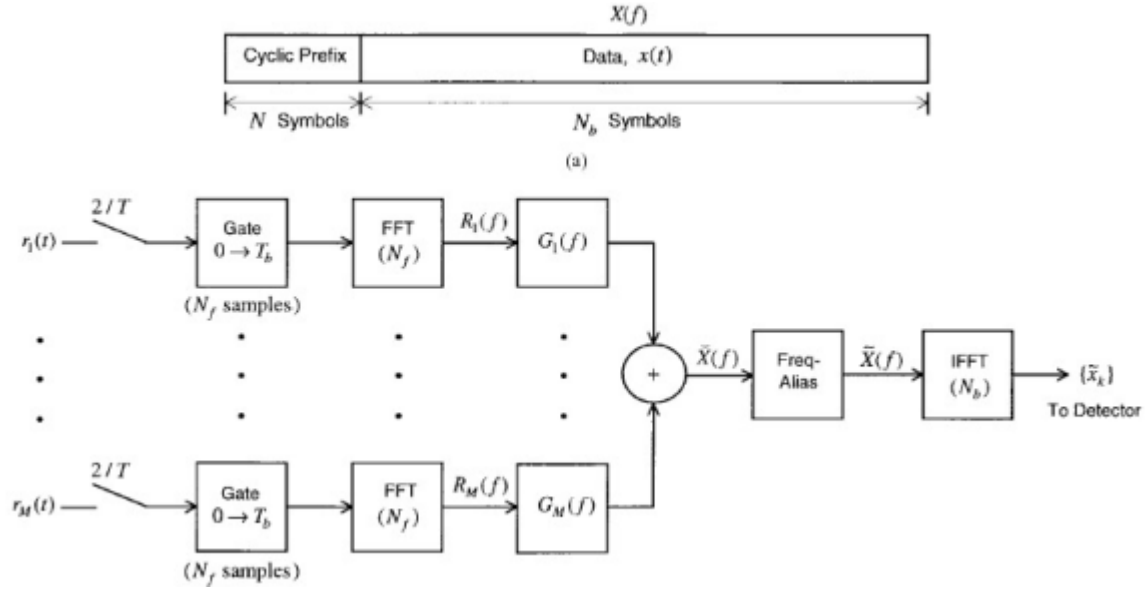 X(f)
Cyclic Prefix Data, x(t)
N Symbols N_b Symbols
(a)
2/T R_1(f)
r_1(t) Gate 0 → T_b FFT (N_f) G_1(f)
(N_f samples)
X̆(f) Freq-Alias X̃(f) IFFT (N_b) {x̃_k}
+
To Detector
2/T R_M(f)
r_M(t) Gate 0 → T_b FFT (N_f) G_M(f)
(N_f samples)